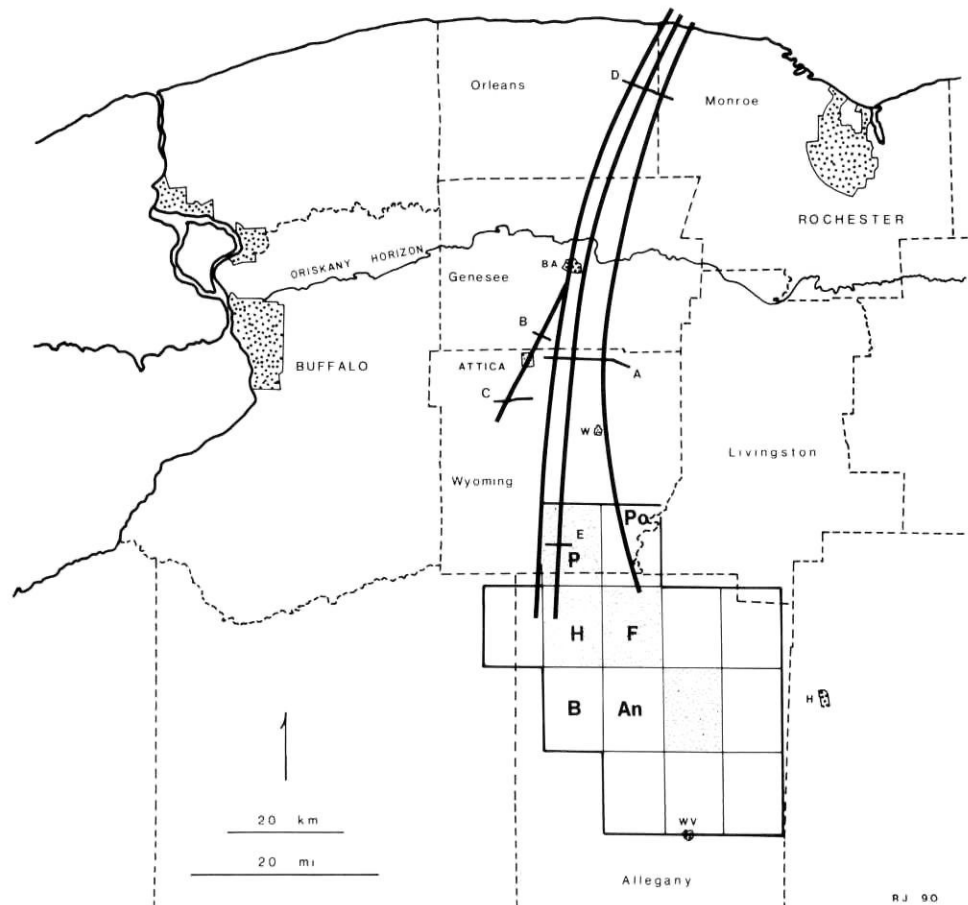 Orleans
D
Monroe
ROCHESTER
ORISKANY HORIZON
BA
Genesee
B
BUFFALO
ATTICA
A
C
W
Livingston
Wyoming
Po
E
P
H F
B An
H
20 km
WV
20 mi
Allegany
RJ 90